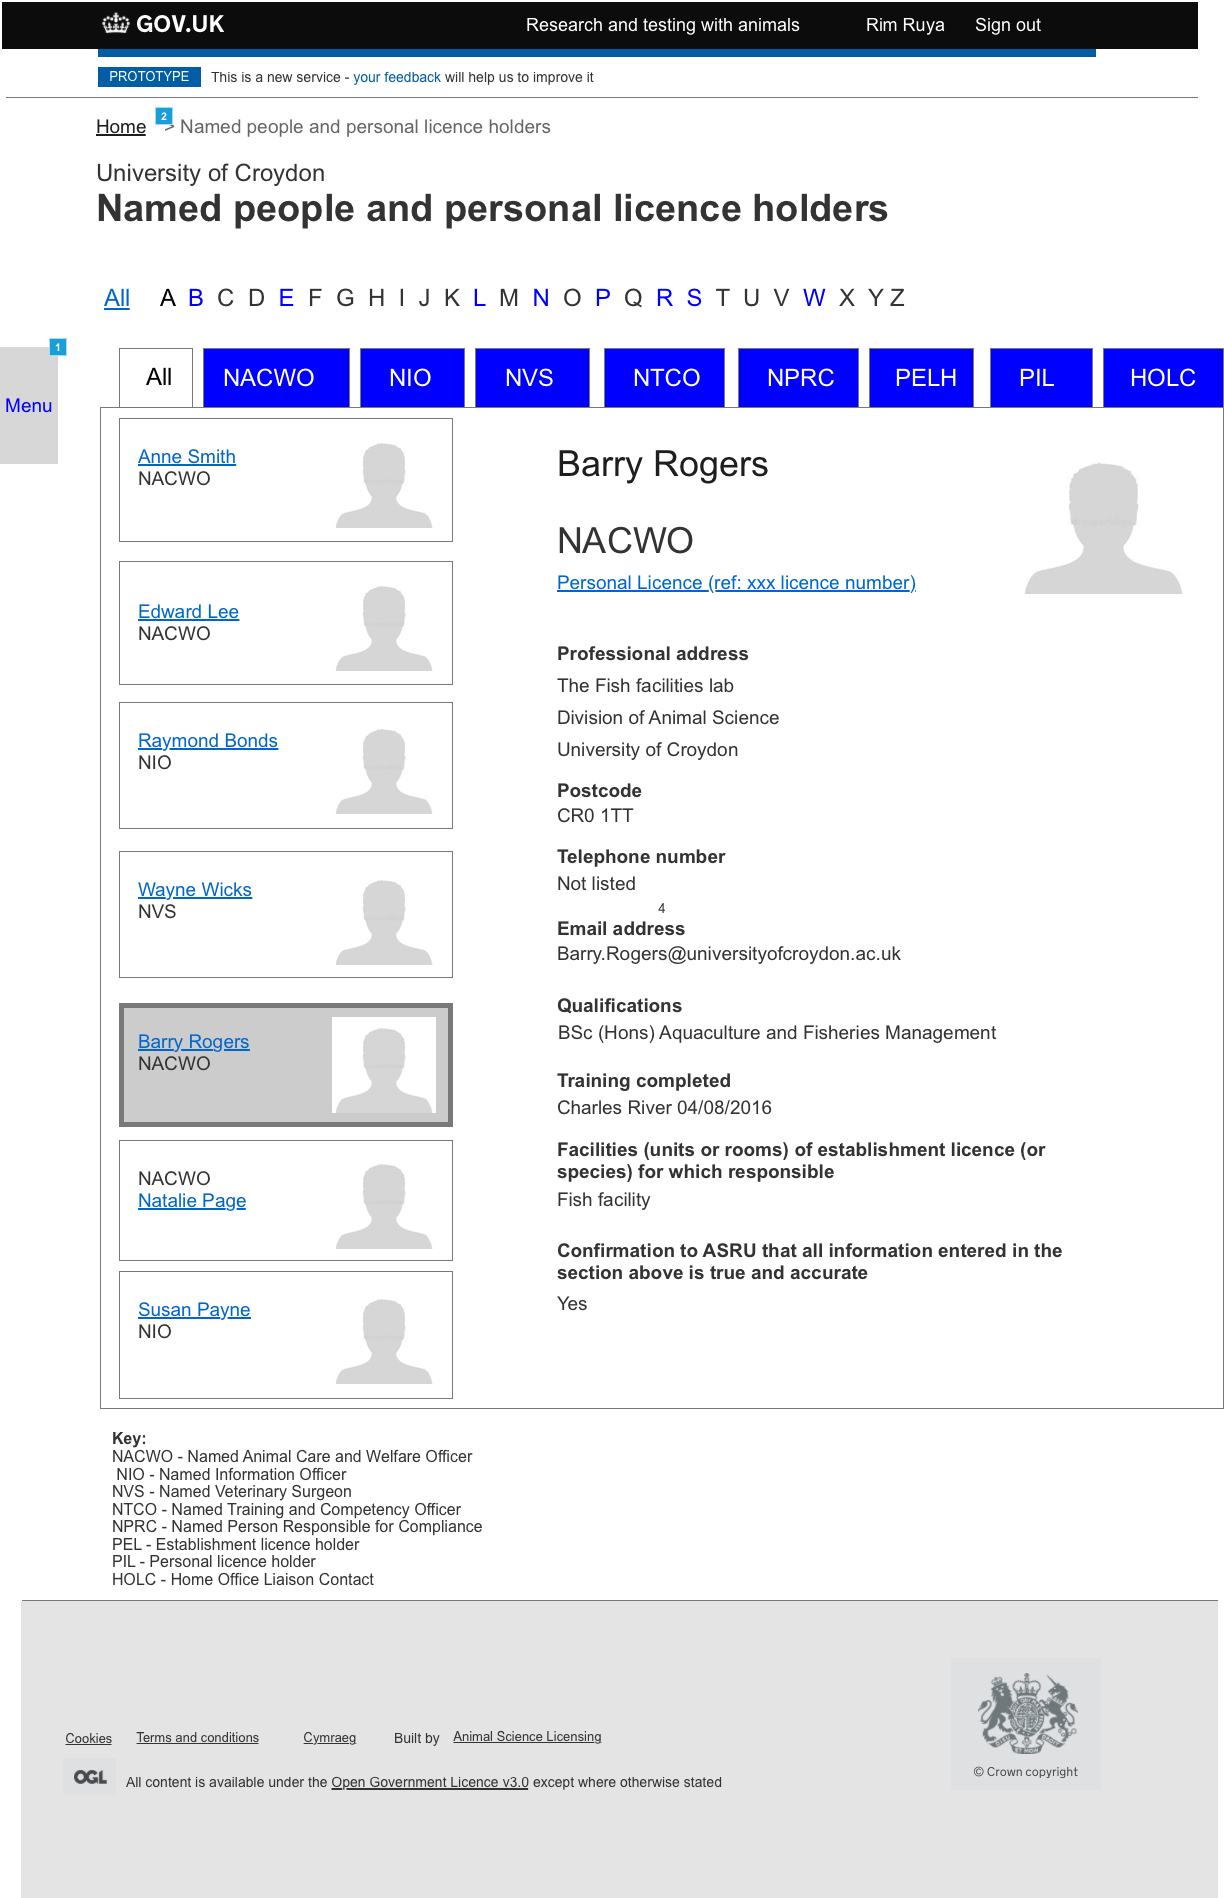 GOV.UK
Research and testing with animals
Rim Ruya
Sign out
PROTOTYPE
This is a new service - your feedback will help us to improve it
2
Home > Named people and personal licence holders
University of Croydon
Named people and personal licence holders
All A B C D E F G H I J K L M N O P Q R S T U V W X Y Z
1
Menu
All NACWO NIO NVS NTCO NPRC PELH PIL HOLC
Anne Smith
NACWO
Edward Lee
NACWO
Raymond Bonds
NIO
Wayne Wicks
NVS
Barry Rogers
NACWO
NACWO
Natalie Page
Susan Payne
NIO
Barry Rogers
NACWO
Personal Licence (ref: xxx licence number)
Professional address
The Fish facilities lab
Division of Animal Science
University of Croydon
Postcode
CR0 1TT
Telephone number
Not listed
4
Email address
Barry.Rogers@universityofcroydon.ac.uk
Qualifications
BSc (Hons) Aquaculture and Fisheries Management
Training completed
Charles River 04/08/2016
Facilities (units or rooms) of establishment licence (or
species) for which responsible
Fish facility
Confirmation to ASRU that all information entered in the
section above is true and accurate
Yes
Key:
NACWO - Named Animal Care and Welfare Officer
NIO - Named Information Officer
NVS - Named Veterinary Surgeon
NTCO - Named Training and Competency Officer
NPRC - Named Person Responsible for Compliance
PEL - Establishment licence holder
PIL - Personal licence holder
HOLC - Home Office Liaison Contact
Cookies
Terms and conditions
Cymraeg
Built by Animal Science Licensing
OGL
All content is available under the Open Government Licence v3.0 except where otherwise stated
© Crown copyright